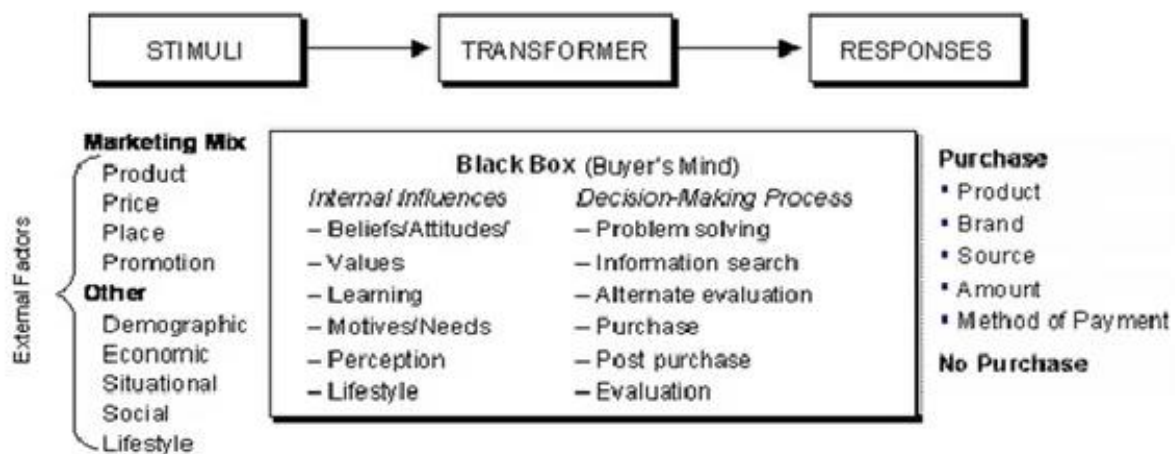 STIMULI
TRANSFORMER
RESPONSES
External Factors
Marketing Mix
Product
Price
Place
Promotion
Other
Demographic
Economic
Situational
Social
Lifestyle
Black Box (Buyer's Mind)
Internal Influences
– Beliefs/Attitudes/
– Values
– Learning
– Motives/Needs
– Perception
– Lifestyle
Decision-Making Process
– Problem solving
– Information search
– Alternate evaluation
– Purchase
– Post purchase
– Evaluation
Purchase
▪ Product
▪ Brand
▪ Source
▪ Amount
▪ Method of Payment
No Purchase